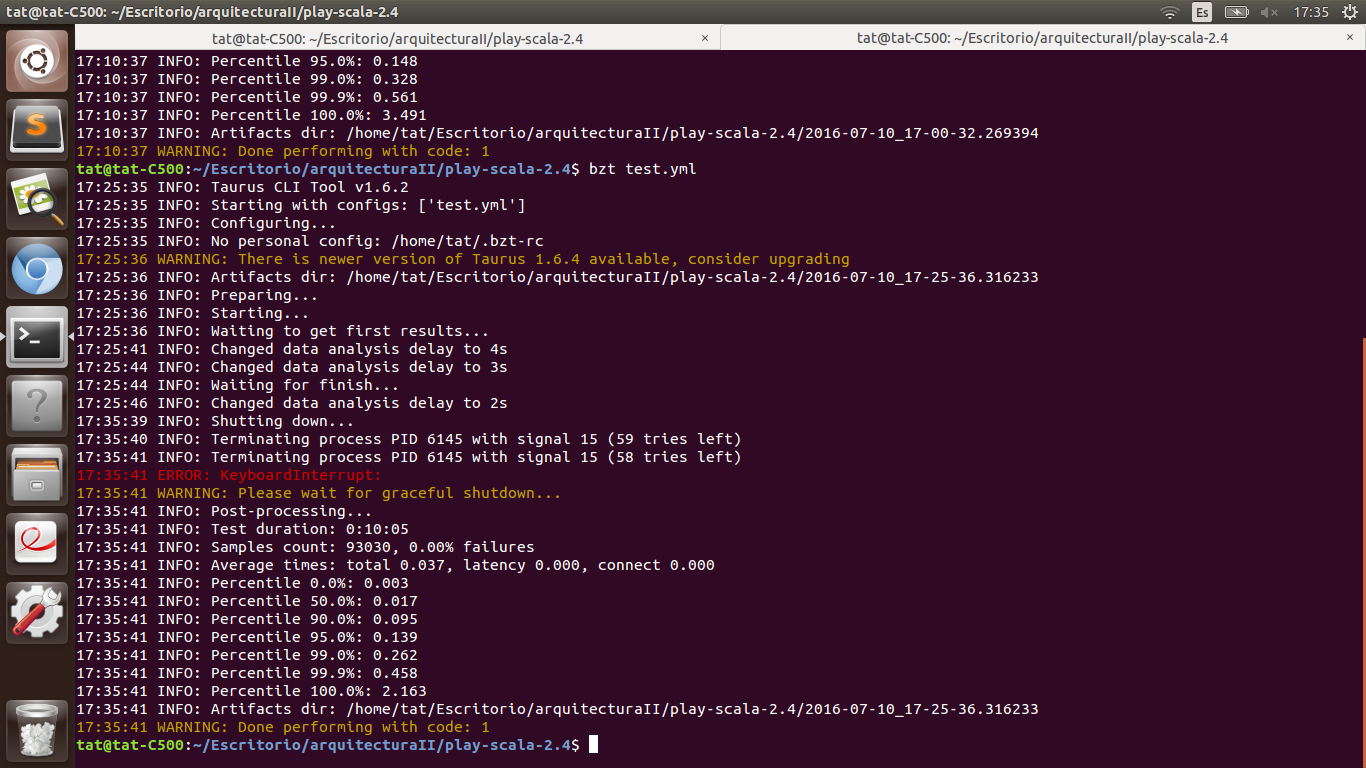 tat@tat-C500: ~/Escritorio/arquitecturaII/play-scala-2.4
Es
17:35
tat@tat-C500: ~/Escritorio/arquitecturaII/play-scala-2.4 ×
tat@tat-C500: ~/Escritorio/arquitecturaII/play-scala-2.4 ×
17:10:37 INFO: Percentile 95.0%: 0.148
17:10:37 INFO: Percentile 99.0%: 0.328
17:10:37 INFO: Percentile 99.9%: 0.561
17:10:37 INFO: Percentile 100.0%: 3.491
17:10:37 INFO: Artifacts dir: /home/tat/Escritorio/arquitecturaII/play-scala-2.4/2016-07-10_17-00-32.269394
17:10:37 WARNING: Done performing with code: 1
tat@tat-C500:~/Escritorio/arquitecturaII/play-scala-2.4$ bzt test.yml
17:25:35 INFO: Taurus CLI Tool v1.6.2
17:25:35 INFO: Starting with configs: ['test.yml']
17:25:35 INFO: Configuring...
17:25:35 INFO: No personal config: /home/tat/.bzt-rc
17:25:36 WARNING: There is newer version of Taurus 1.6.4 available, consider upgrading
17:25:36 INFO: Artifacts dir: /home/tat/Escritorio/arquitecturaII/play-scala-2.4/2016-07-10_17-25-36.316233
17:25:36 INFO: Preparing...
17:25:36 INFO: Starting...
17:25:36 INFO: Waiting to get first results...
17:25:41 INFO: Changed data analysis delay to 4s
17:25:44 INFO: Changed data analysis delay to 3s
17:25:44 INFO: Waiting for finish...
17:25:46 INFO: Changed data analysis delay to 2s
17:35:39 INFO: Shutting down...
17:35:40 INFO: Terminating process PID 6145 with signal 15 (59 tries left)
17:35:41 INFO: Terminating process PID 6145 with signal 15 (58 tries left)
17:35:41 ERROR: KeyboardInterrupt:
17:35:41 WARNING: Please wait for graceful shutdown...
17:35:41 INFO: Post-processing...
17:35:41 INFO: Test duration: 0:10:05
17:35:41 INFO: Samples count: 93030, 0.00% failures
17:35:41 INFO: Average times: total 0.037, latency 0.000, connect 0.000
17:35:41 INFO: Percentile 0.0%: 0.003
17:35:41 INFO: Percentile 50.0%: 0.017
17:35:41 INFO: Percentile 90.0%: 0.095
17:35:41 INFO: Percentile 95.0%: 0.139
17:35:41 INFO: Percentile 99.0%: 0.262
17:35:41 INFO: Percentile 99.9%: 0.458
17:35:41 INFO: Percentile 100.0%: 2.163
17:35:41 INFO: Artifacts dir: /home/tat/Escritorio/arquitecturaII/play-scala-2.4/2016-07-10_17-25-36.316233
17:35:41 WARNING: Done performing with code: 1
tat@tat-C500:~/Escritorio/arquitecturaII/play-scala-2.4$